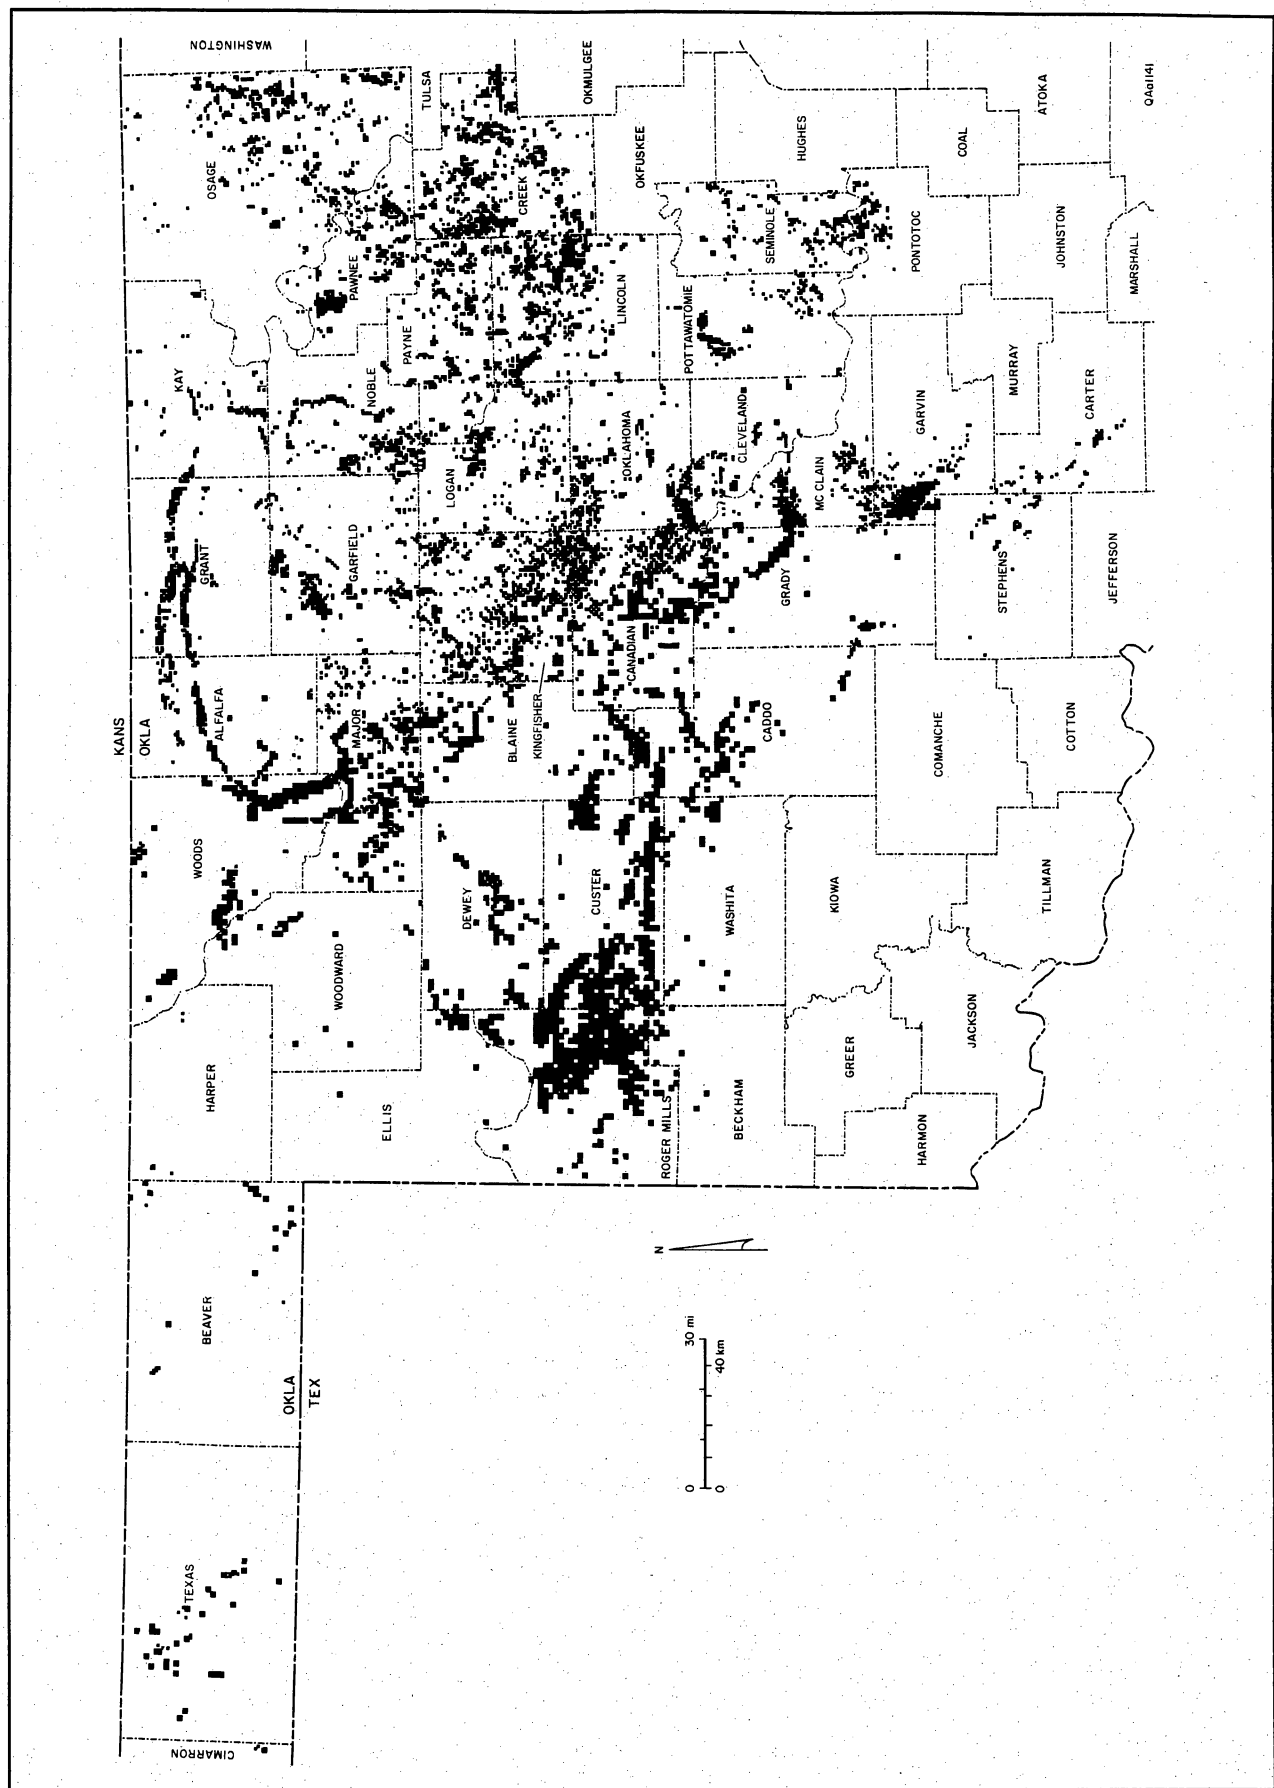 WASHINGTON
OSAGE
TULSA
OKMULGEE
CREEK
OKFUSKEE
HUGHES
COAL
ATOKA
QAd1141
PAWNEE
PAYNE
LINCOLN
SEMINOLE
POTTAWATOMIE
PONTOTOC
JOHNSTON
MARSHALL
KAY
NOBLE
LOGAN
OKLAHOMA
CLEVELAND
MC CLAIN
GARVIN
MURRAY
CARTER
GRANT
GARFIELD
GRADY
STEPHENS
JEFFERSON
KANS
OKLA
ALFALFA
MAJOR
BLAINE
KINGFISHER
CANADIAN
CADDO
COMANCHE
COTTON
WOODS
DEWEY
CUSTER
WASHITA
KIOWA
TILLMAN
WOODWARD
HARPER
ELLIS
ROGER MILLS
BECKHAM
GREER
JACKSON
HARMON
BEAVER
OKLA
TEX
N
0 30 mi
0 40 km
TEXAS
CIMARRON